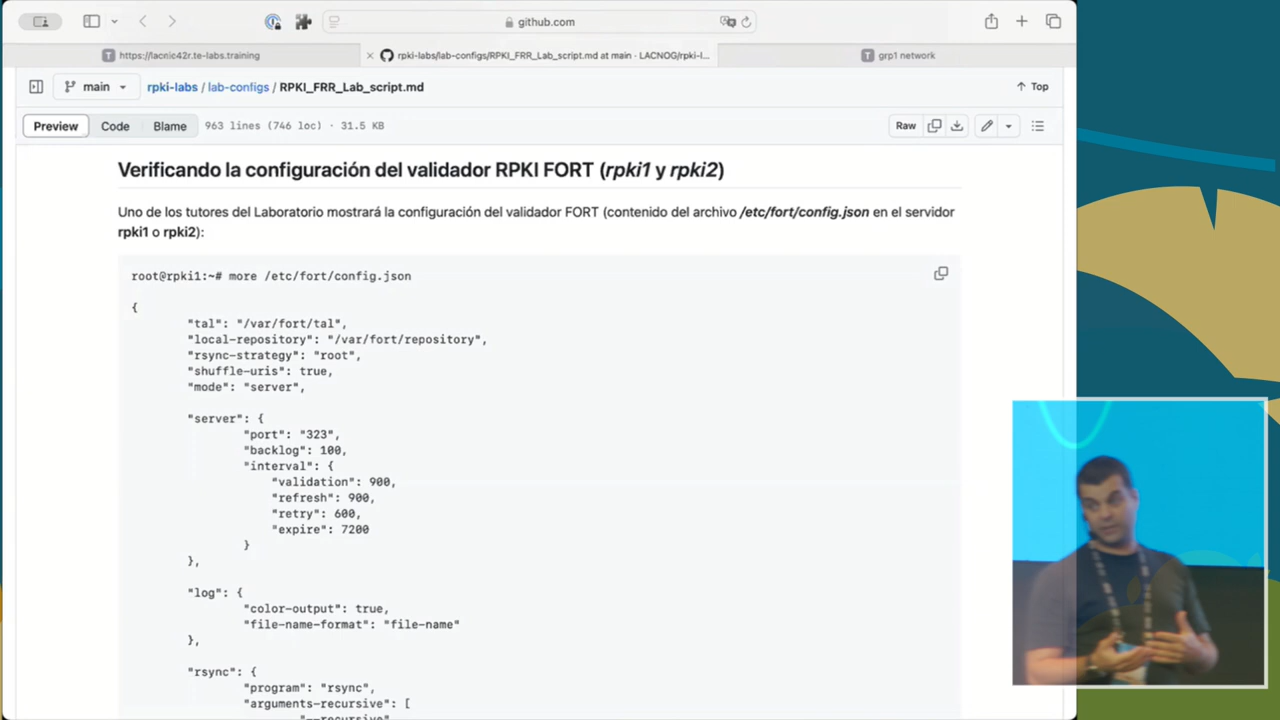 github.com
https://lacnic42r.te-labs.training
rpki-labs/lab-configs/RPKI_FRR_Lab_script.md at main · LACNOG/rpki-l...
grp1 network
main
rpki-labs / lab-configs / RPKI_FRR_Lab_script.md
Top
Preview
Code
Blame
963 lines (746 loc) · 31.5 KB
Raw
Verificando la configuración del validador RPKI FORT (rpki1 y rpki2)
Uno de los tutores del Laboratorio mostrará la configuración del validador FORT (contenido del archivo /etc/fort/config.json en el servidor
rpki1 o rpki2):
root@rpki1:~# more /etc/fort/config.json
{
"tal": "/var/fort/tal",
"local-repository": "/var/fort/repository",
"rsync-strategy": "root",
"shuffle-uris": true,
"mode": "server",
"server": {
"port": "323",
"backlog": 100,
"interval": {
"validation": 900,
"refresh": 900,
"retry": 600,
"expire": 7200
}
},
"log": {
"color-output": true,
"file-name-format": "file-name"
},
"rsync": {
"program": "rsync",
"arguments-recursive": [
"--recursive"